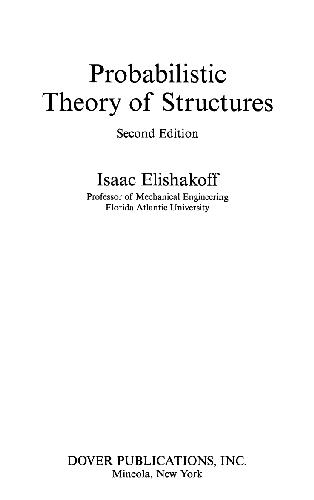 Probabilistic
Theory of Structures
Second Edition
Isaac Elishakoff
Professor of Mechanical Engineering
Florida Atlantic University
DOVER PUBLICATIONS, INC.
Mineola, New York